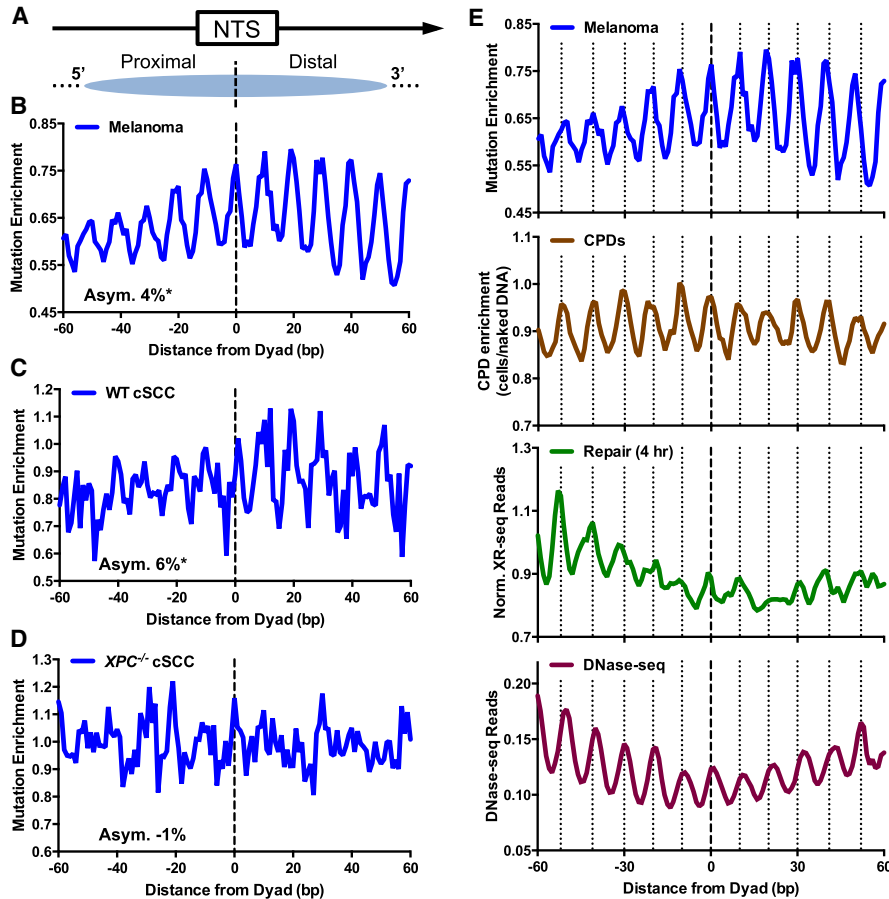 A
NTS
Proximal
Distal
5’
3’
B
Melanoma
Mutation Enrichment
0.85
0.75
0.65
0.55
0.45
Asym. 4%*
-60
-40
-20
0
20
40
60
Distance from Dyad (bp)
C
WT cSCC
Mutation Enrichment
1.2
1.1
1.0
0.9
0.8
0.7
0.6
0.5
Asym. 6%*
-60
-40
-20
0
20
40
60
Distance from Dyad (bp)
D
XPC-/- cSCC
Mutation Enrichment
1.3
1.2
1.1
1.0
0.9
0.8
0.7
0.6
Asym. -1%
-60
-40
-20
0
20
40
60
Distance from Dyad (bp)
E
Melanoma
Mutation Enrichment
0.85
0.75
0.65
0.55
0.45
CPDs
CPD enrichment
(cells/naked DNA)
1.1
1.0
0.9
0.8
0.7
Repair (4 hr)
Norm. XR-seq Reads
1.3
1.1
0.9
0.7
DNase-seq
DNase-seq Reads
0.20
0.15
0.10
0.05
-60
-30
0
30
60
Distance from Dyad (bp)